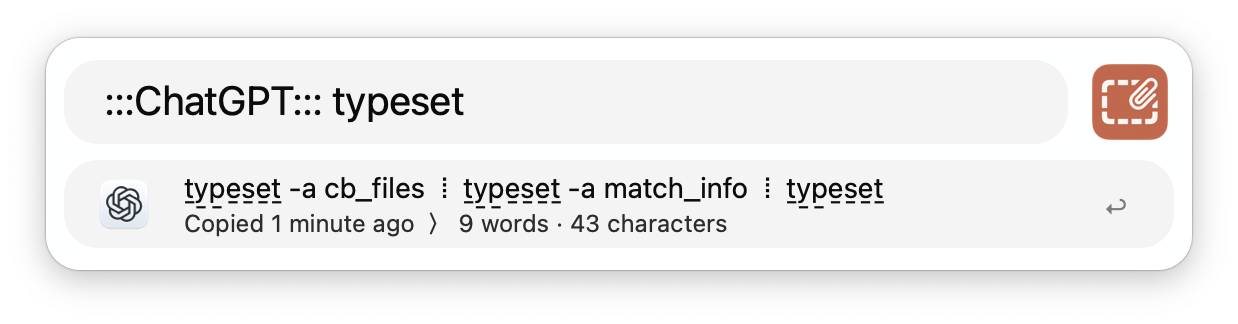 :::ChatGPT::: typeset
typeset -a cb_files ⁞ typeset -a match_info ⁞ typeset
Copied 1 minute ago 〉 9 words · 43 characters